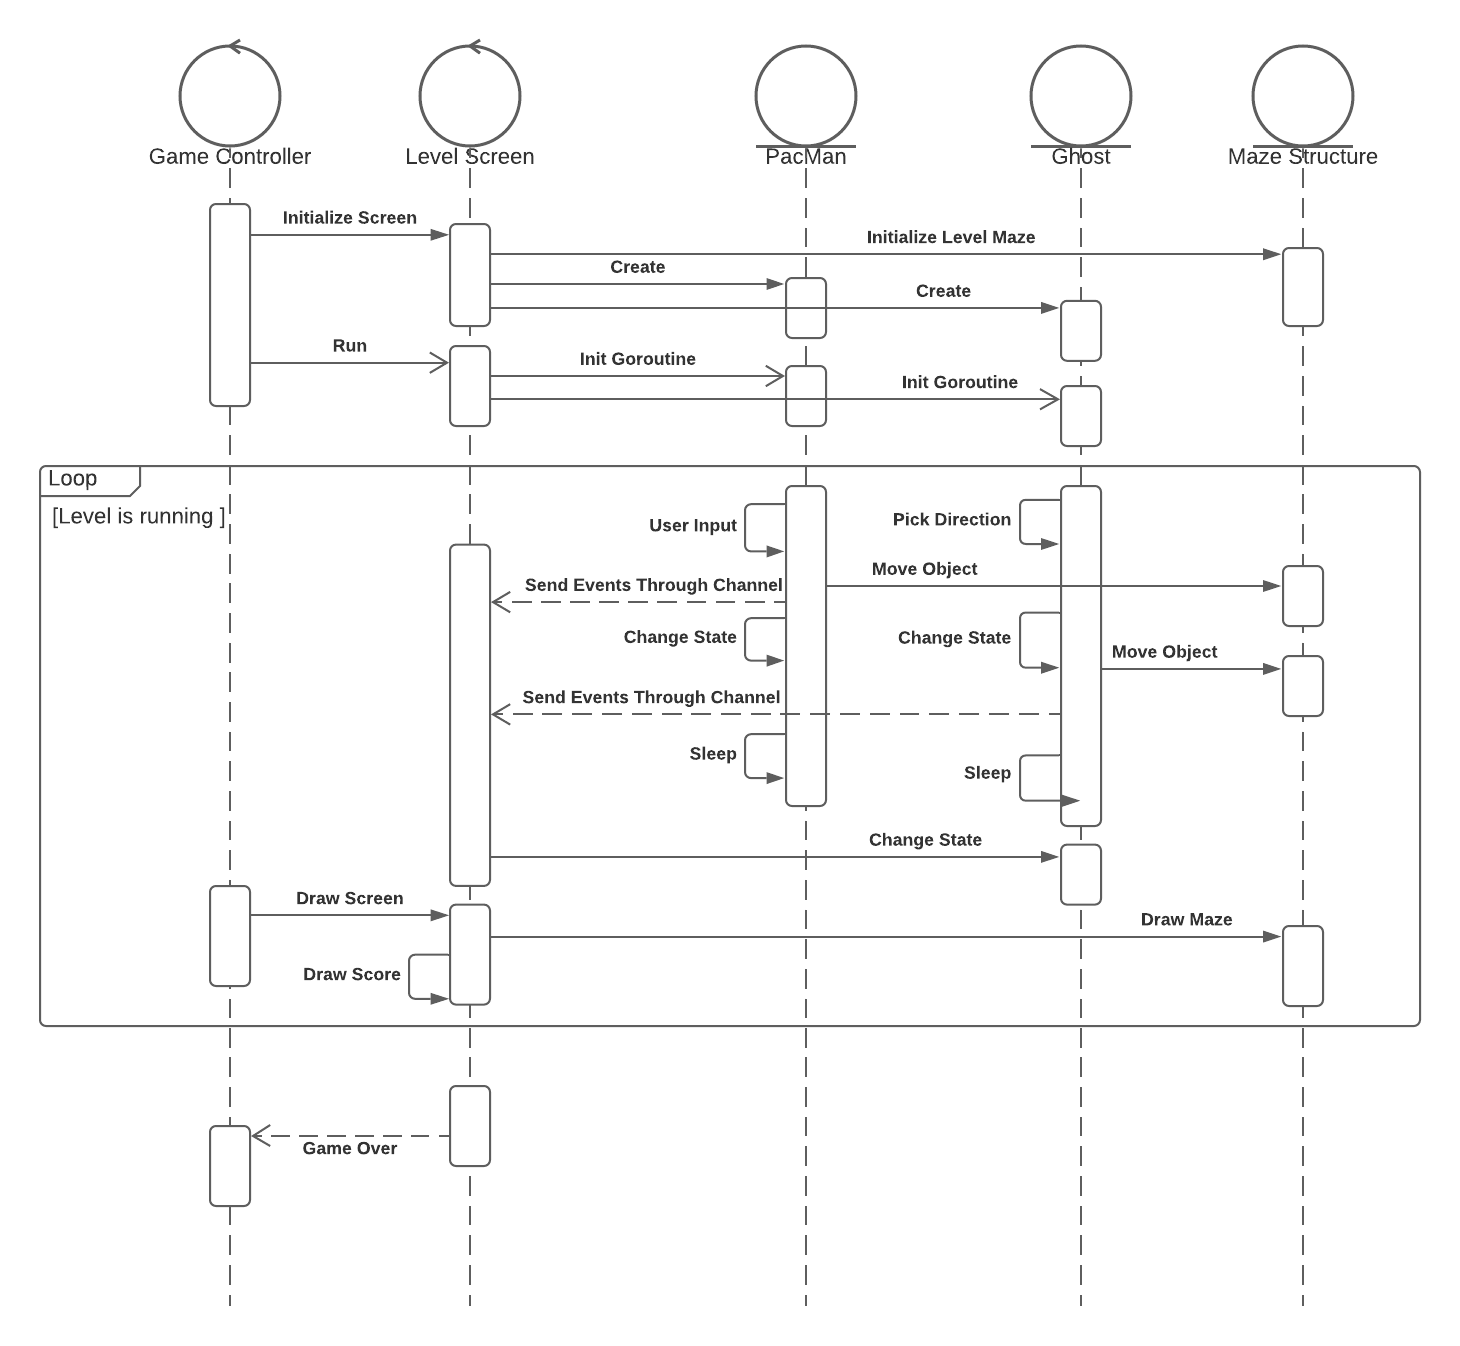 Game Controller
Level Screen
PacMan
Ghost
Maze Structure
Initialize Screen
Initialize Level Maze
Create
Create
Run
Init Goroutine
Init Goroutine
Loop
[Level is running ]
User Input
Pick Direction
Move Object
Send Events Through Channel
Change State
Change State
Move Object
Send Events Through Channel
Sleep
Sleep
Change State
Draw Screen
Draw Maze
Draw Score
Game Over